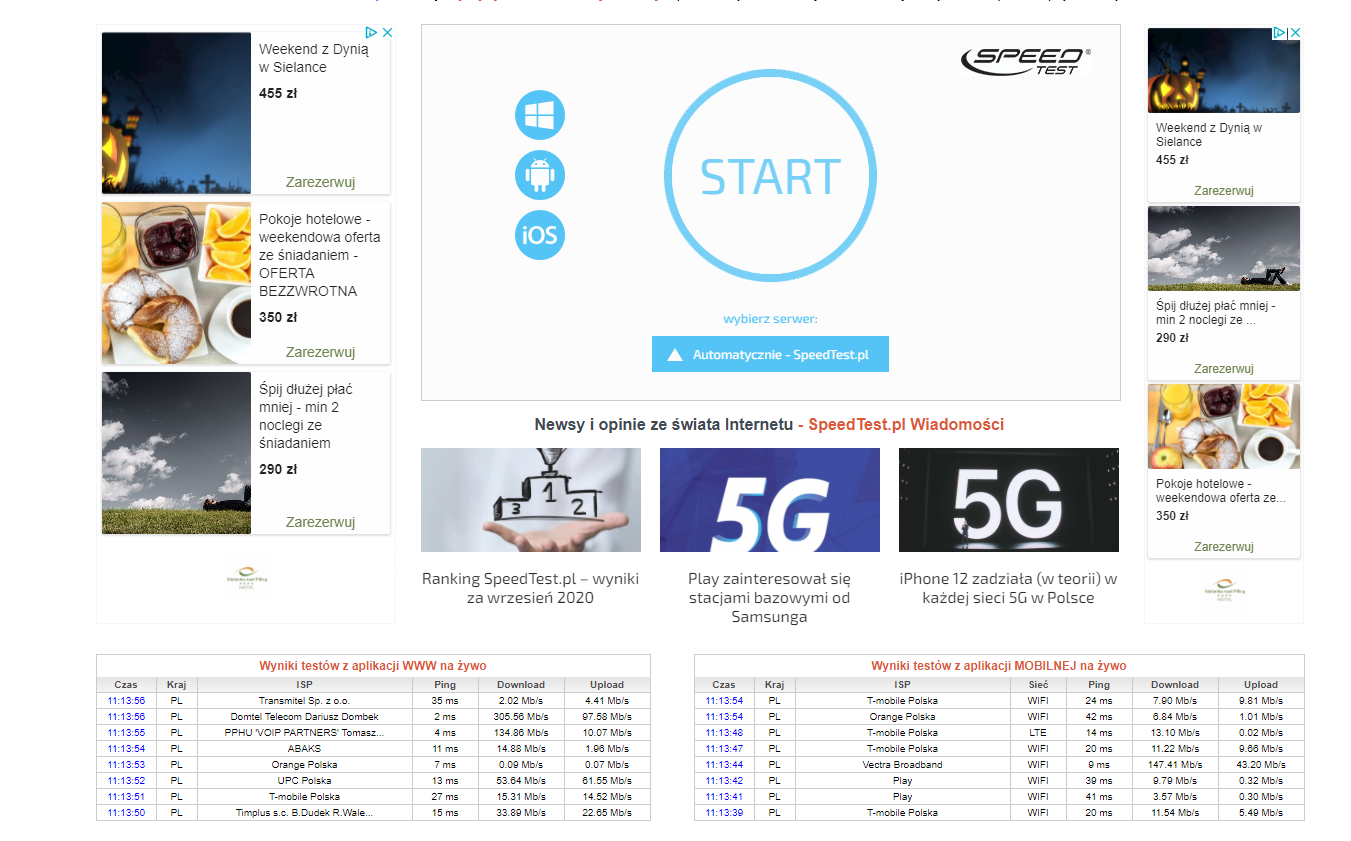 Weekend z Dynią
w Sielance
455 zł
Zarezerwuj
Pokoje hotelowe -
weekendowa oferta
ze śniadaniem -
OFERTA
BEZZWROTNA
350 zł
Zarezerwuj
Śpij dłużej płać
mniej - min 2
noclegi ze
śniadaniem
290 zł
Zarezerwuj
Sielanka nad Pilicą
HOTEL
SPEED
TEST
START
iOS
wybierz serwer:
Automatycznie - SpeedTest.pl
Newsy i opinie ze świata Internetu - SpeedTest.pl Wiadomości
3 1 2
Ranking SpeedTest.pl – wyniki
za wrzesień 2020
5G
Play zainteresował się
stacjami bazowymi od
Samsunga
5G
iPhone 12 zadziała (w teorii) w
każdej sieci 5G w Polsce
Weekend z Dynią w
Sielance
455 zł
Zarezerwuj
Śpij dłużej płać mniej -
min 2 noclegi ze ...
290 zł
Zarezerwuj
Pokoje hotelowe -
weekendowa oferta ze...
350 zł
Zarezerwuj
Sielanka nad Pilicą
HOTEL
Wyniki testów z aplikacji WWW na żywo
Czas Kraj ISP Ping Download Upload
11:13:56 PL Transmitel Sp. z o.o. 35 ms 2.02 Mb/s 4.41 Mb/s
11:13:56 PL Domtel Telecom Dariusz Dombek 2 ms 305.56 Mb/s 97.58 Mb/s
11:13:55 PL PPHU 'VOIP PARTNERS' Tomasz... 4 ms 134.86 Mb/s 10.07 Mb/s
11:13:54 PL ABAKS 11 ms 14.88 Mb/s 1.96 Mb/s
11:13:53 PL Orange Polska 7 ms 0.09 Mb/s 0.07 Mb/s
11:13:52 PL UPC Polska 13 ms 53.64 Mb/s 61.55 Mb/s
11:13:51 PL T-mobile Polska 27 ms 15.31 Mb/s 14.52 Mb/s
11:13:50 PL Timplus s.c. B.Dudek R.Wale... 15 ms 33.89 Mb/s 22.65 Mb/s
Wyniki testów z aplikacji MOBILNEJ na żywo
Czas Kraj ISP Sieć Ping Download Upload
11:13:54 PL T-mobile Polska WIFI 24 ms 7.90 Mb/s 9.81 Mb/s
11:13:54 PL Orange Polska WIFI 42 ms 6.84 Mb/s 1.01 Mb/s
11:13:48 PL T-mobile Polska LTE 14 ms 13.10 Mb/s 0.02 Mb/s
11:13:47 PL T-mobile Polska WIFI 20 ms 11.22 Mb/s 9.66 Mb/s
11:13:44 PL Vectra Broadband WIFI 9 ms 147.41 Mb/s 43.20 Mb/s
11:13:42 PL Play WIFI 39 ms 9.79 Mb/s 0.32 Mb/s
11:13:41 PL Play WIFI 41 ms 3.57 Mb/s 0.30 Mb/s
11:13:39 PL T-mobile Polska WIFI 20 ms 11.54 Mb/s 5.49 Mb/s